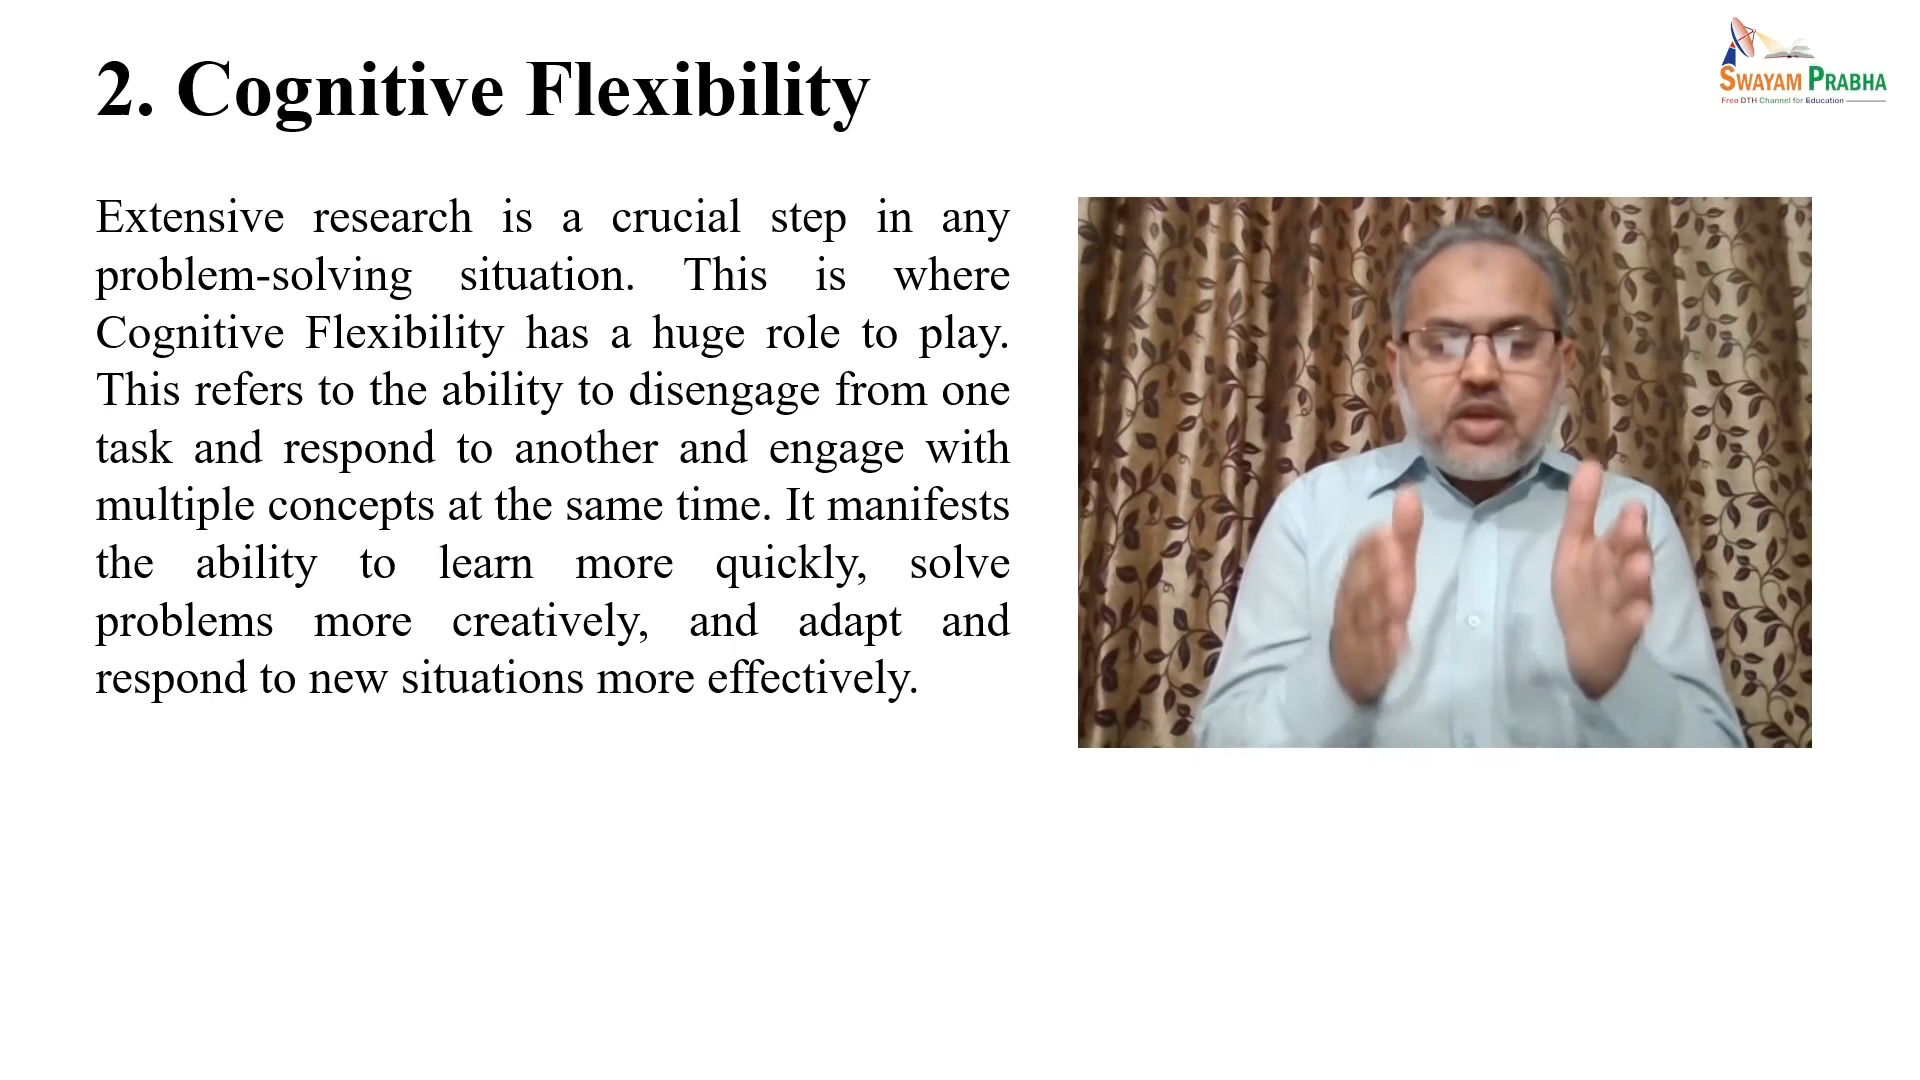 2. Cognitive Flexibility
SWAYAM PRABHA
Free DTH Channel for Education
Extensive research is a crucial step in any
problem-solving situation. This is where
Cognitive Flexibility has a huge role to play.
This refers to the ability to disengage from one
task and respond to another and engage with
multiple concepts at the same time. It manifests
the ability to learn more quickly, solve
problems more creatively, and adapt and
respond to new situations more effectively.